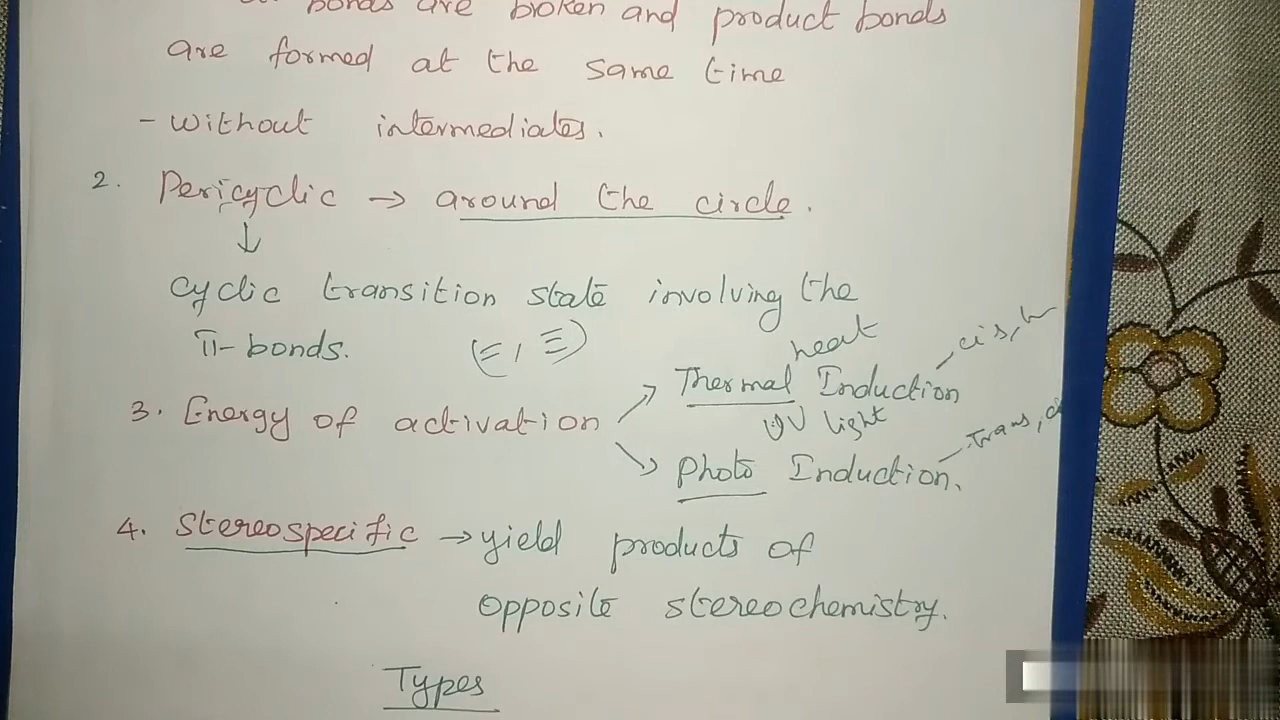 bonds are broken and product bonds
are formed at the same time
- without intermediates.
2. Pericyclic → around the circle.
↓
cyclic transition state involving the
π-bonds. (=, ≡)
heat
3. Energy of activation → Thermal Induction - cis,
UV light
→ Photo Induction. - trans,
4. Stereospecific → yield products of
opposite stereochemistry.
Types